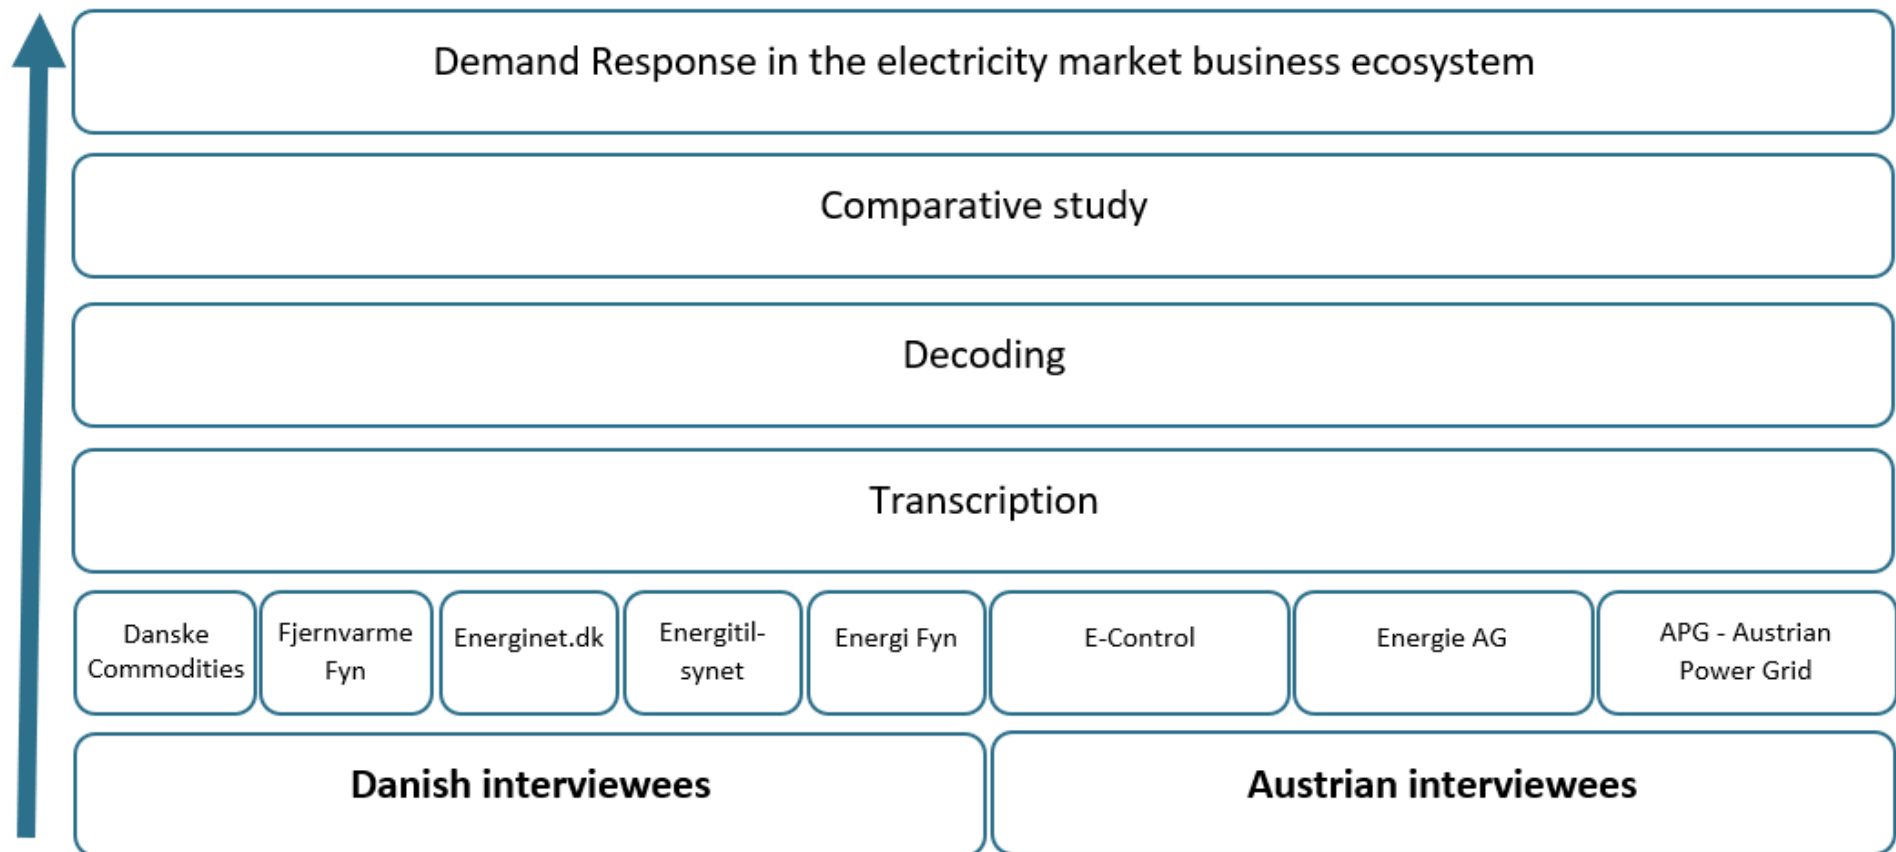 Demand Response in the electricity market business ecosystem
Comparative study
Decoding
Transcription
Danske
Commodities
Fjernvarme
Fyn
Energinet.dk
Energitil-
synet
Energi Fyn
E-Control
Energie AG
APG - Austrian
Power Grid
Danish interviewees
Austrian interviewees